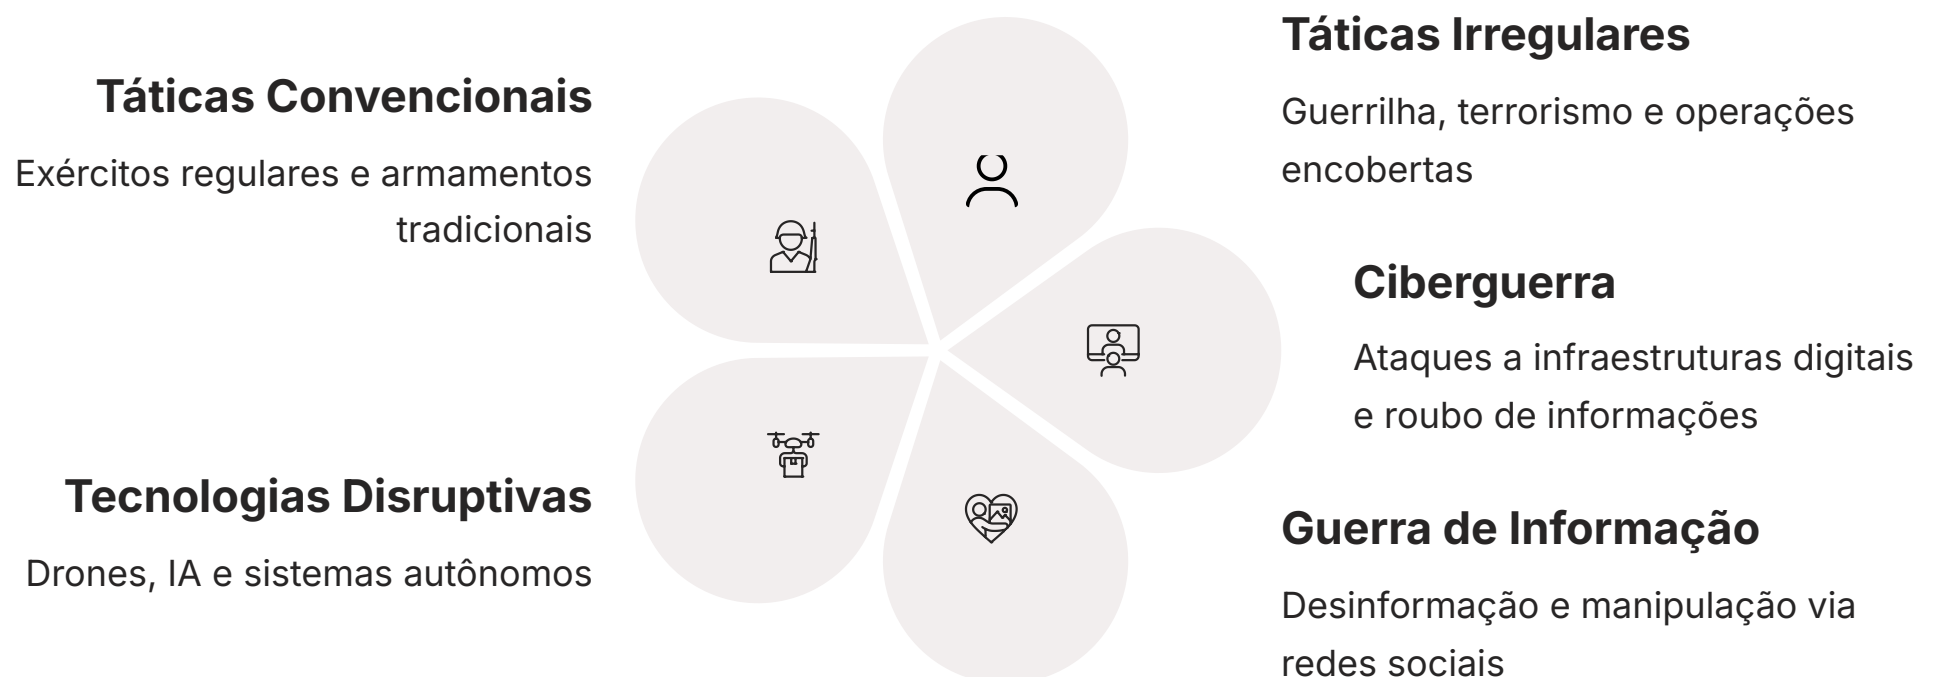 Táticas Convencionais
Exércitos regulares e armamentos
tradicionais
Táticas Irregulares
Guerrilha, terrorismo e operações
encobertas
Ciberguerra
Ataques a infraestruturas digitais
e roubo de informações
Guerra de Informação
Desinformação e manipulação via
redes sociais
Tecnologias Disruptivas
Drones, IA e sistemas autônomos